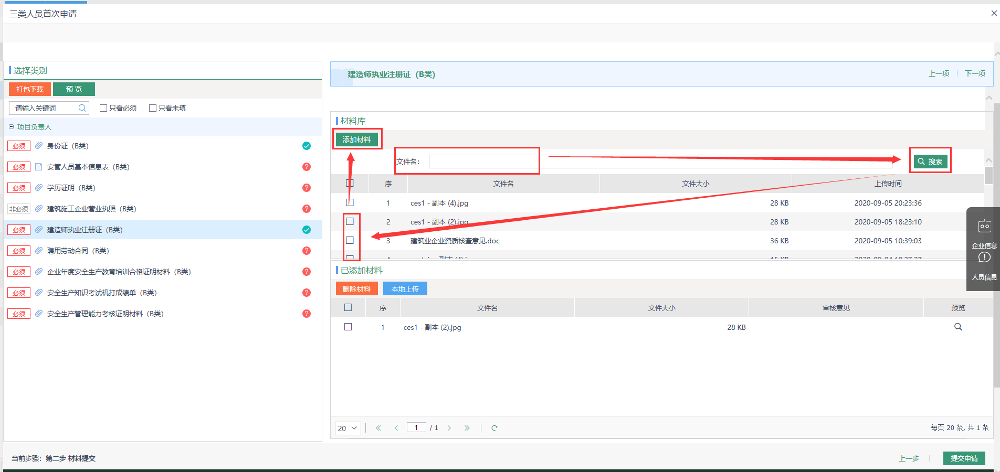 三类人员首次申请
选择类别
打包下载 预 览
请输入关键词 只看必须 只看未填
项目负责人
必须 身份证（B类）
必须 安管人员基本信息表（B类）
必须 学历证明（B类）
非必须 建筑施工企业营业执照（B类）
必须 建造师执业注册证（B类）
必须 聘用劳动合同（B类）
必须 企业年度安全生产教育培训合格证明材料（B类）
必须 安全生产知识考试机打成绩单（B类）
必须 安全生产管理能力考核证明材料（B类）
建造师执业注册证（B类） 上一项 下一项
材料库
添加材料
文件名： 搜索
序 文件名 文件大小 上传时间
1 ces1 - 副本 (4).jpg 28 KB 2020-09-05 20:23:36
2 ces1 - 副本 (2).jpg 28 KB 2020-09-05 18:23:10
3 建筑业企业资质核查意见.doc 36 KB 2020-09-05 10:39:03
企业信息
人员信息
已添加材料
删除材料 本地上传
序 文件名 文件大小 审核意见 预览
1 ces1 - 副本 (2).jpg 28 KB
20 1 / 1 每页 20 条, 共 1 条
当前步骤：第二步 材料提交 上一步 提交申请